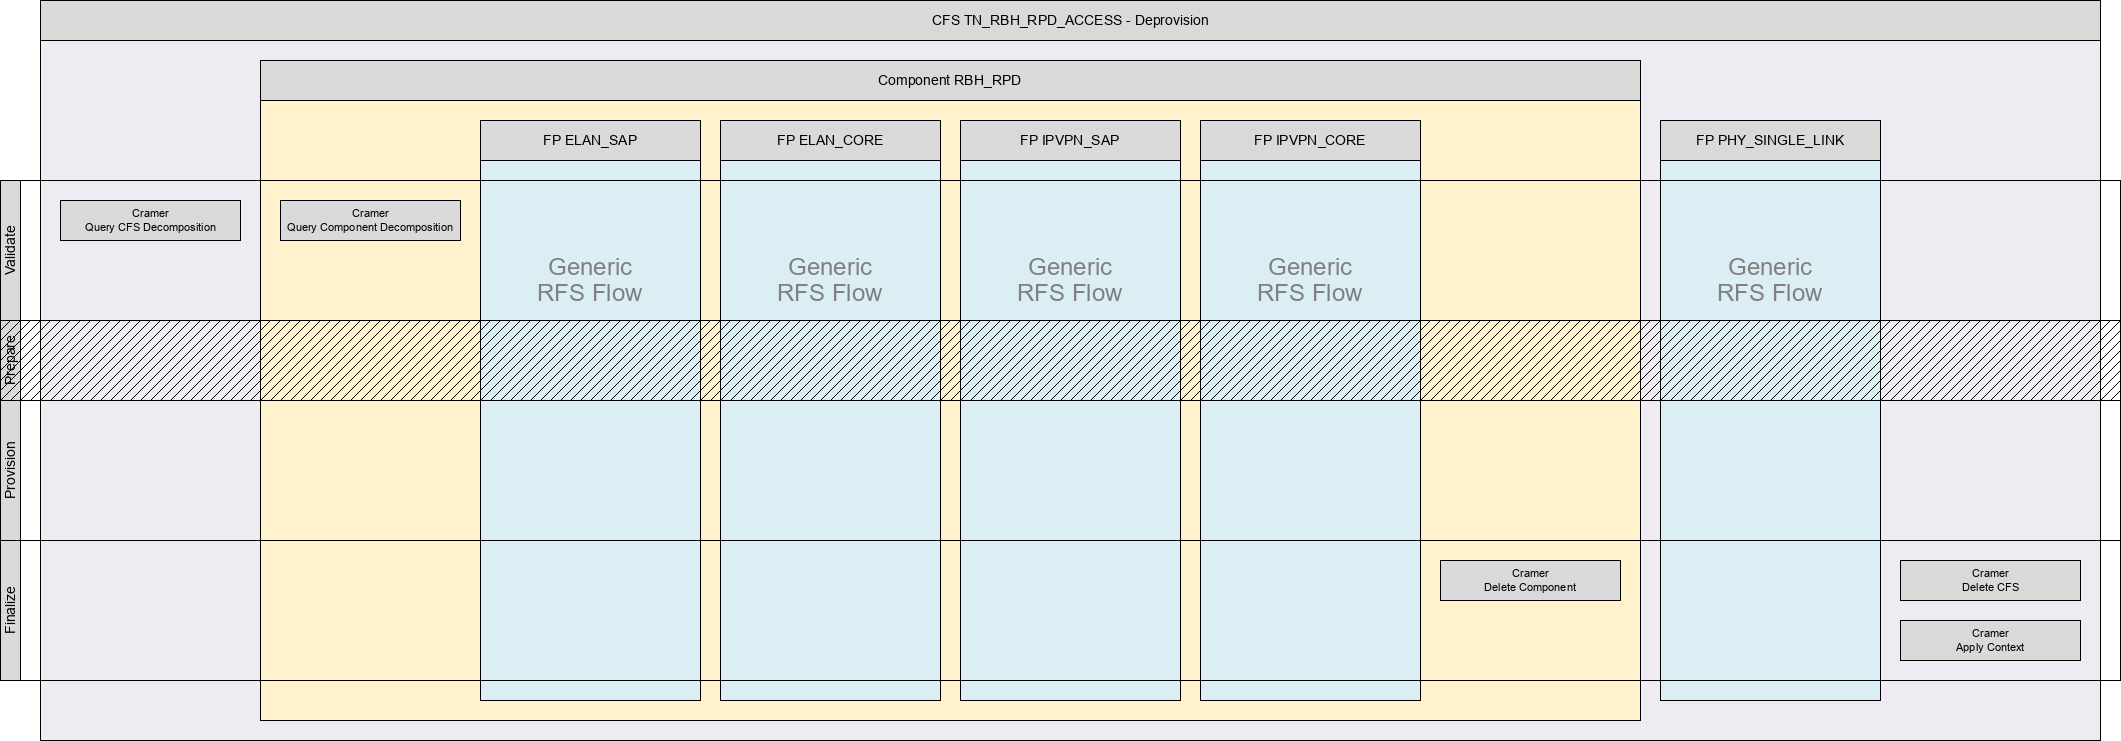 CFS TN_RBH_RPD_ACCESS - Deprovision
Component RBH_RPD
FP ELAN_SAP
FP ELAN_CORE
FP IPVPN_SAP
FP IPVPN_CORE
FP PHY_SINGLE_LINK
Validate
Cramer
Query CFS Decomposition
Cramer
Query Component Decomposition
Generic
RFS Flow
Generic
RFS Flow
Generic
RFS Flow
Generic
RFS Flow
Generic
RFS Flow
Prepare
Provision
Finalize
Cramer
Delete Component
Cramer
Delete CFS
Cramer
Apply Context